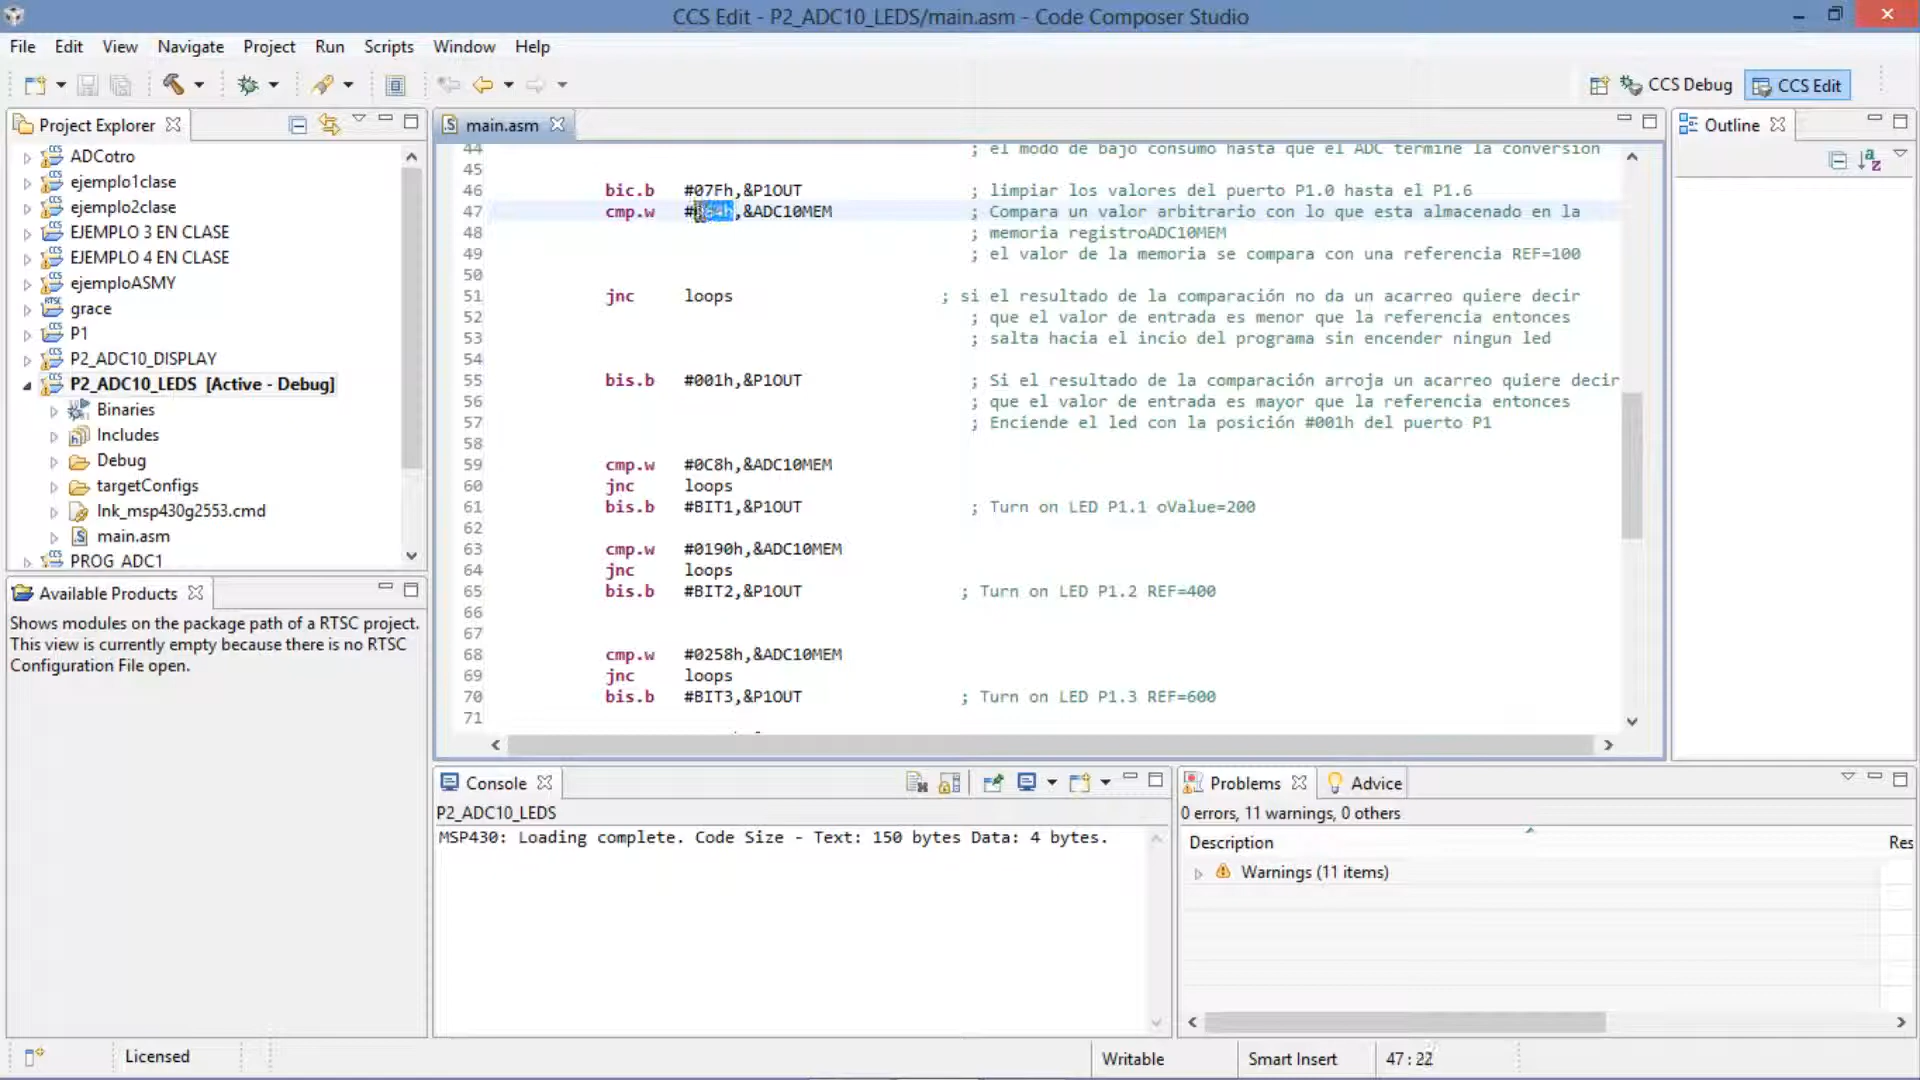 CCS Edit - P2_ADC10_LEDS/main.asm - Code Composer Studio
File Edit View Navigate Project Run Scripts Window Help
CCS Debug CCS Edit
Project Explorer
ADCotro
ejemplo1clase
ejemplo2clase
EJEMPLO 3 EN CLASE
EJEMPLO 4 EN CLASE
ejemploASMY
grace
P1
P2_ADC10_DISPLAY
P2_ADC10_LEDS [Active - Debug]
Binaries
Includes
Debug
targetConfigs
lnk_msp430g2553.cmd
main.asm
PROG ADC1
Available Products
Shows modules on the package path of a RTSC project.
This view is currently empty because there is no RTSC
Configuration File open.
main.asm
44 ; el modo de bajo consumo hasta que el ADC termine la conversion
45
46 bic.b #07Fh,&P1OUT ; limpiar los valores del puerto P1.0 hasta el P1.6
47 cmp.w ,&ADC10MEM ; Compara un valor arbitrario con lo que esta almacenado en la
48 ; memoria registroADC10MEM
49 ; el valor de la memoria se compara con una referencia REF=100
50
51 jnc loops ; si el resultado de la comparación no da un acarreo quiere decir
52 ; que el valor de entrada es menor que la referencia entonces
53 ; salta hacia el incio del programa sin encender ningun led
54
55 bis.b #001h,&P1OUT ; Si el resultado de la comparación arroja un acarreo quiere decir
56 ; que el valor de entrada es mayor que la referencia entonces
57 ; Enciende el led con la posición #001h del puerto P1
58
59 cmp.w #0C8h,&ADC10MEM
60 jnc loops
61 bis.b #BIT1,&P1OUT ; Turn on LED P1.1 oValue=200
62
63 cmp.w #0190h,&ADC10MEM
64 jnc loops
65 bis.b #BIT2,&P1OUT ; Turn on LED P1.2 REF=400
66
67
68 cmp.w #0258h,&ADC10MEM
69 jnc loops
70 bis.b #BIT3,&P1OUT ; Turn on LED P1.3 REF=600
71
Outline
Console
P2_ADC10_LEDS
MSP430: Loading complete. Code Size - Text: 150 bytes Data: 4 bytes.
Problems Advice
0 errors, 11 warnings, 0 others
Description Res
Warnings (11 items)
Licensed Writable Smart Insert 47 : 22